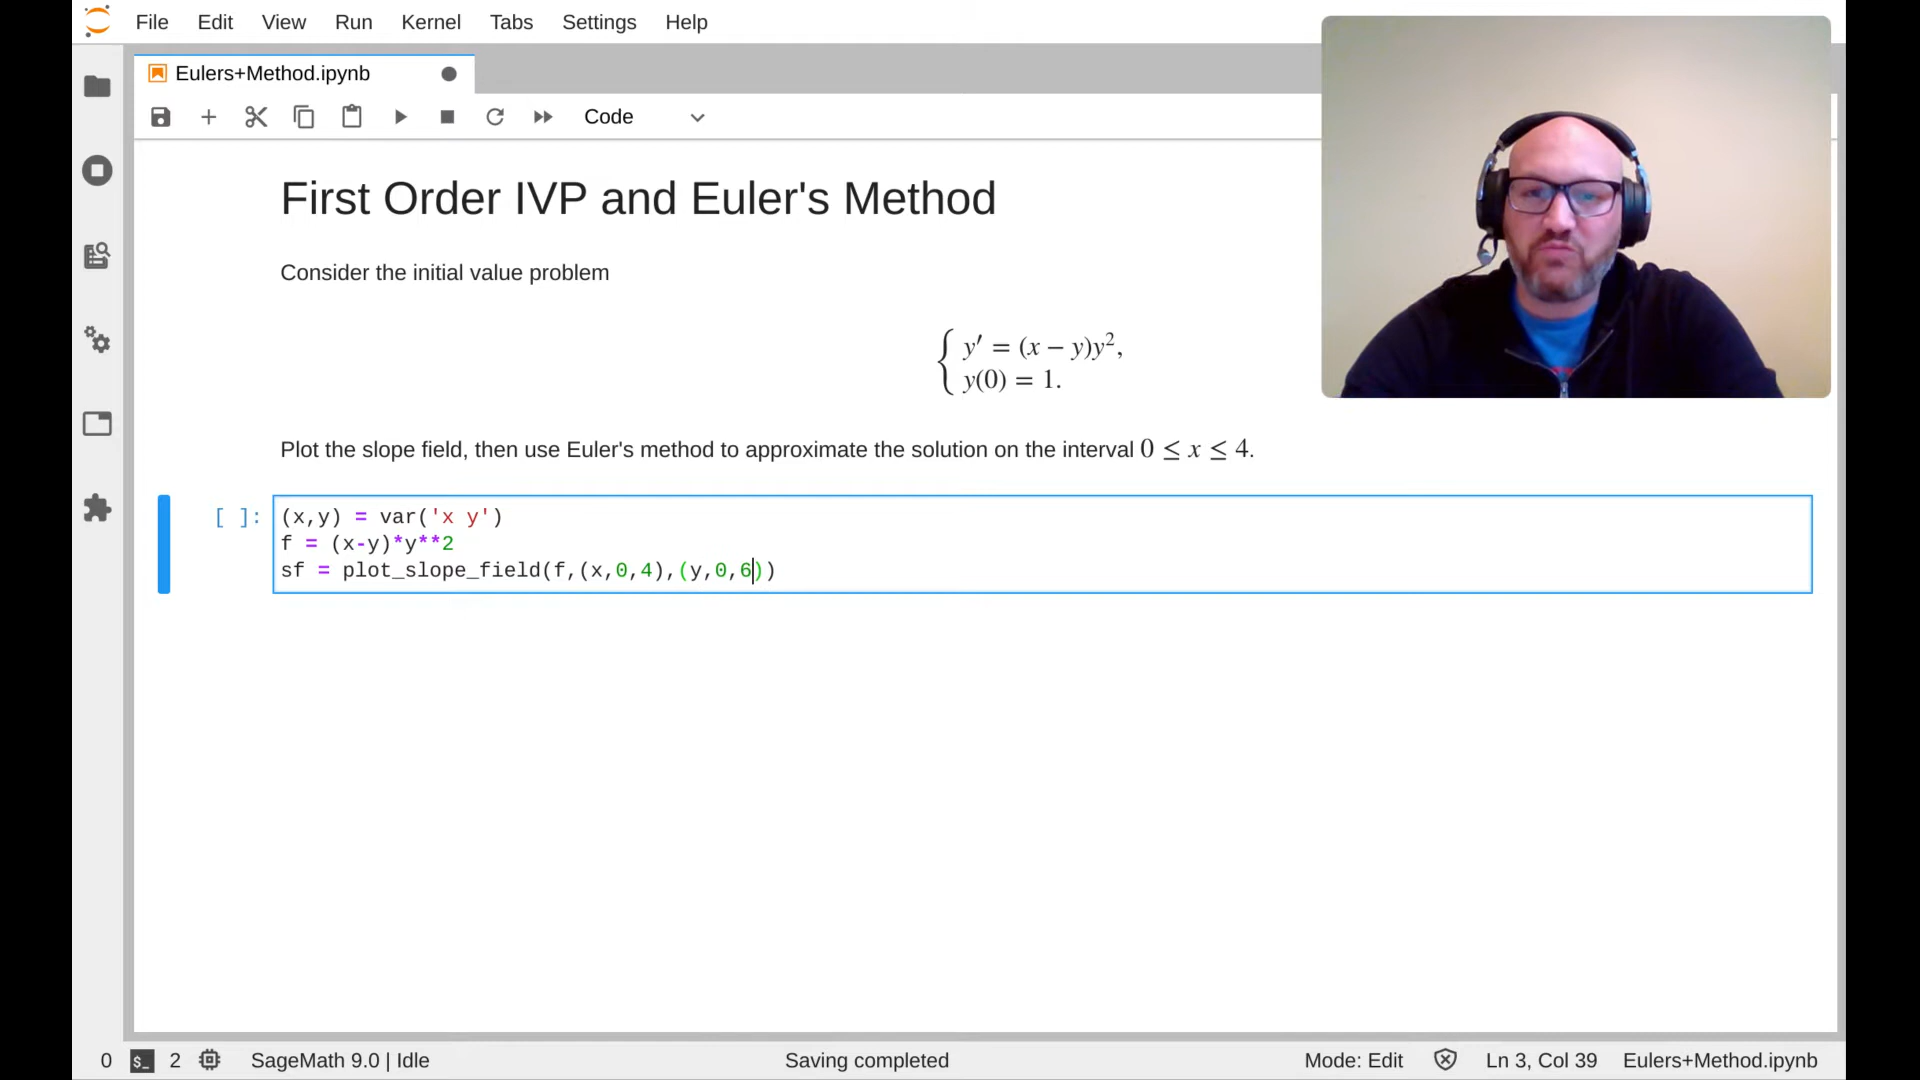 File Edit View Run Kernel Tabs Settings Help
Eulers+Method.ipynb
Code
First Order IVP and Euler's Method
Consider the initial value problem
y′ = (x − y)y²,
y(0) = 1.
Plot the slope field, then use Euler's method to approximate the solution on the interval 0 ≤ x ≤ 4.
[ ]: (x,y) = var('x y')
f = (x-y)*y**2
sf = plot_slope_field(f,(x,0,4),(y,0,6))
0 $_ 2 SageMath 9.0 | Idle Saving completed Mode: Edit Ln 3, Col 39 Eulers+Method.ipynb